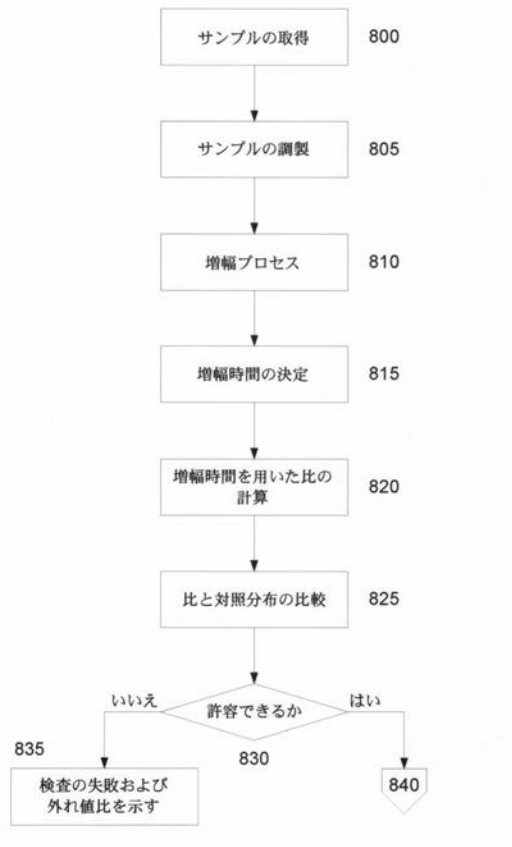 サンプルの取得 800
サンプルの調製 805
増幅プロセス 810
増幅時間の決定 815
増幅時間を用いた比の
計算 820
比と対照分布の比較 825
いいえ 許容できるか はい
830
835
検査の失敗および
外れ値比を示す
840